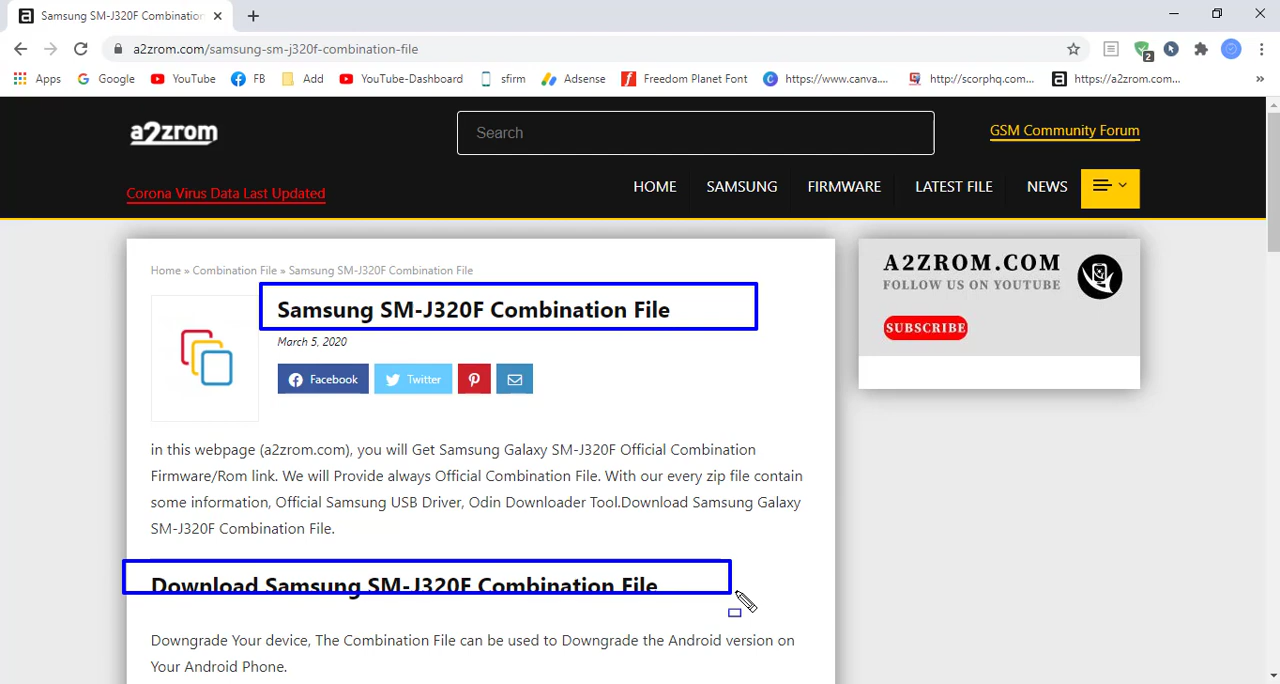 Samsung SM-J320F Combination
a2zrom.com/samsung-sm-j320f-combination-file
2
Apps
Google
YouTube
FB
Add
YouTube-Dashboard
sfirm
Adsense
Freedom Planet Font
https://www.canva....
http://scorphq.com...
https://a2zrom.com...
»
a2zrom
Search
GSM Community Forum
Corona Virus Data Last Updated
HOME
SAMSUNG
FIRMWARE
LATEST FILE
NEWS
Home » Combination File » Samsung SM-J320F Combination File
Samsung SM-J320F Combination File
March 5, 2020
Facebook
Twitter
in this webpage (a2zrom.com), you will Get Samsung Galaxy SM-J320F Official Combination
Firmware/Rom link. We will Provide always Official Combination File. With our every zip file contain
some information, Official Samsung USB Driver, Odin Downloader Tool.Download Samsung Galaxy
SM-J320F Combination File.
Download Samsung SM-J320F Combination File
Downgrade Your device, The Combination File can be used to Downgrade the Android version on
Your Android Phone.
A2ZROM.COM
FOLLOW US ON YOUTUBE
SUBSCRIBE